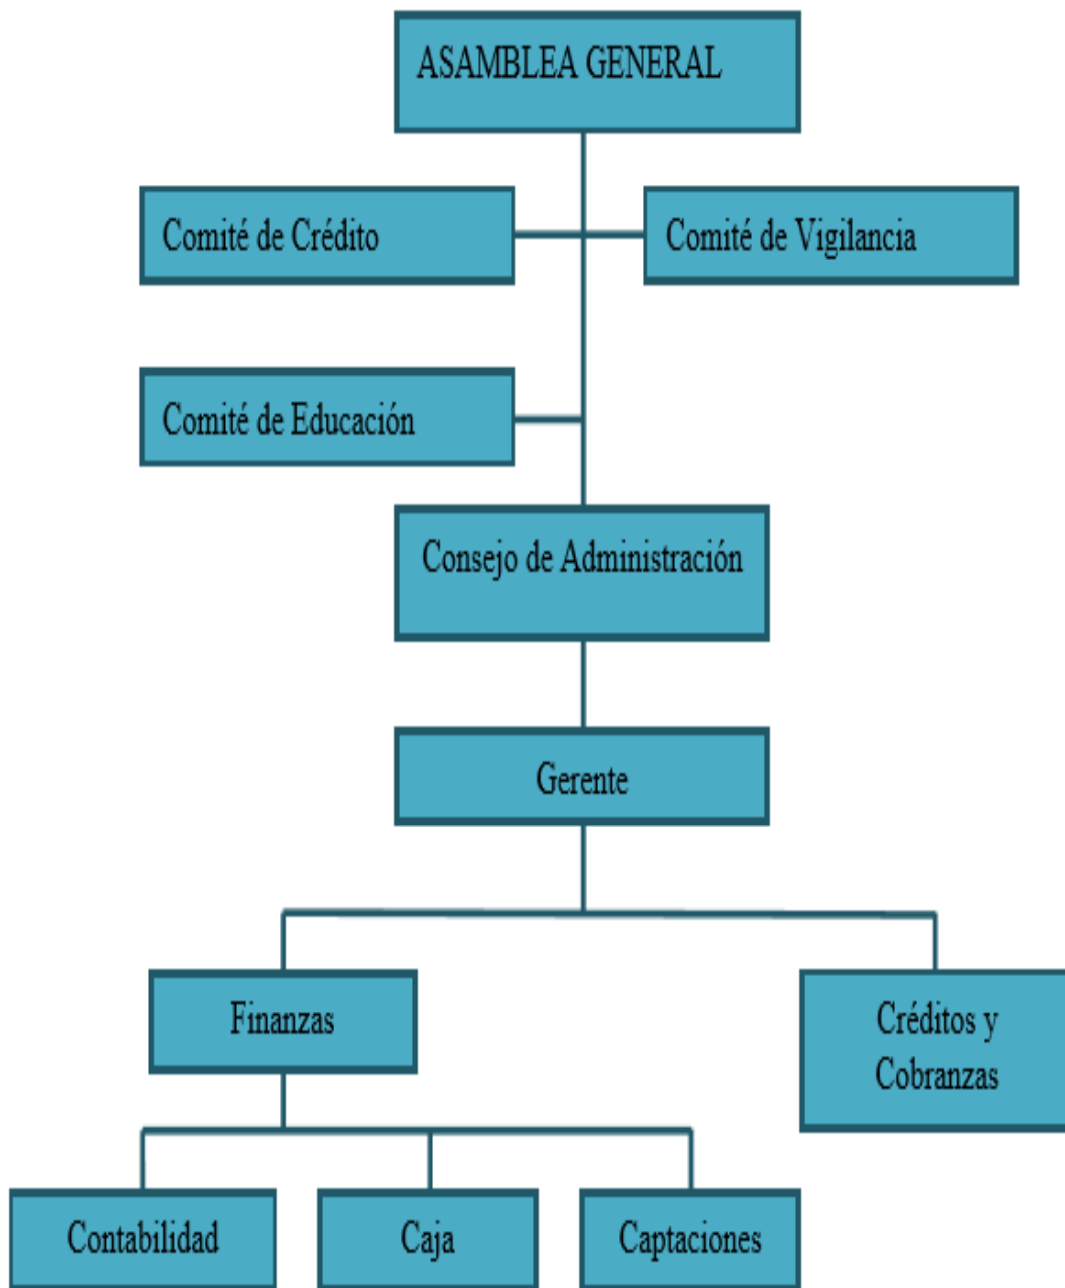 ASAMBLEA GENERAL
Comité de Crédito
Comité de Vigilancia
Comité de Educación
Consejo de Administración
Gerente
Finanzas
Créditos y
Cobranzas
Contabilidad
Caja
Captaciones